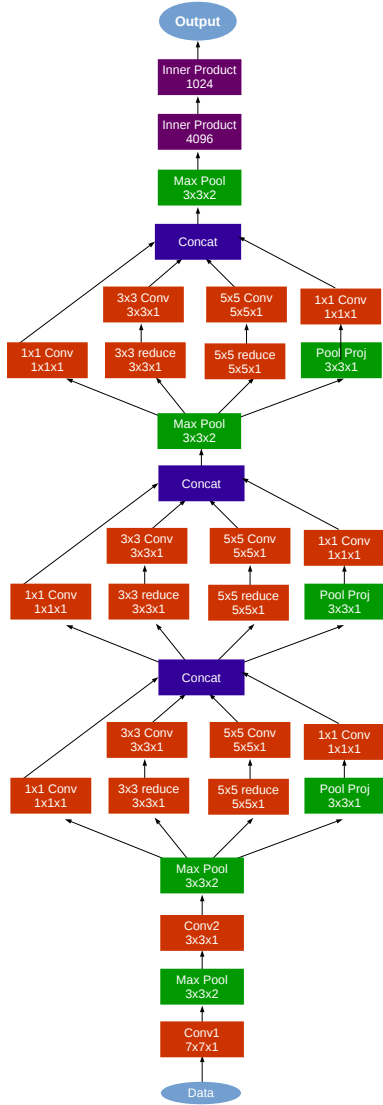 Output
Inner Product
1024
Inner Product
4096
Max Pool
3x3x2
Concat
3x3 Conv
3x3x1
5x5 Conv
5x5x1
1x1 Conv
1x1x1
1x1 Conv
1x1x1
3x3 reduce
3x3x1
5x5 reduce
5x5x1
Pool Proj
3x3x1
Max Pool
3x3x2
Concat
3x3 Conv
3x3x1
5x5 Conv
5x5x1
1x1 Conv
1x1x1
1x1 Conv
1x1x1
3x3 reduce
3x3x1
5x5 reduce
5x5x1
Pool Proj
3x3x1
Concat
3x3 Conv
3x3x1
5x5 Conv
5x5x1
1x1 Conv
1x1x1
1x1 Conv
1x1x1
3x3 reduce
3x3x1
5x5 reduce
5x5x1
Pool Proj
3x3x1
Max Pool
3x3x2
Conv2
3x3x1
Max Pool
3x3x2
Conv1
7x7x1
Data